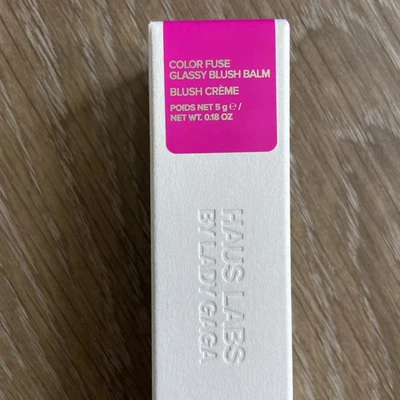 COLOR FUSE
GLASSY BLUSH BALM
BLUSH CRÈME
POIDS NET 5 g ℮ /
NET WT. 0.18 OZ
HAUS LABS
BY LADY GAGA